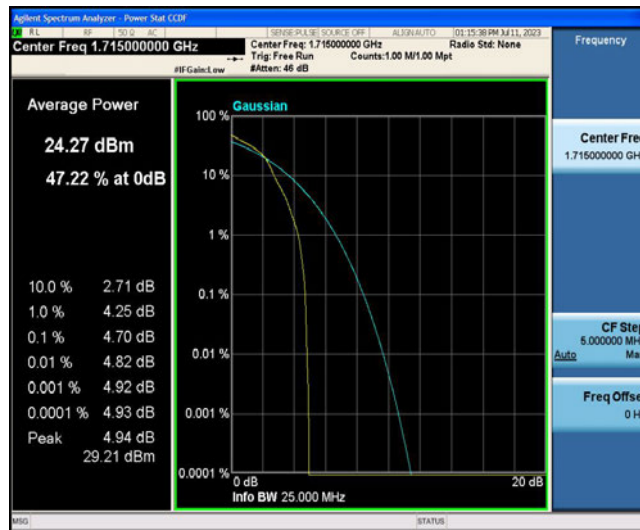 Agilent Spectrum Analyzer - Power Stat CCDF
RL RF 50 Ω AC SENSE:PULSE SOURCE OFF ALIGN AUTO 01:15:38 PM Jul 11, 2023
Center Freq 1.715000000 GHz
Center Freq: 1.715000000 GHz Radio Std: None
Trig: Free Run Counts:1.00 M/1.00 Mpt
#IFGain:Low #Atten: 46 dB
Frequency
Average Power
24.27 dBm
47.22 % at 0dB
10.0 % 2.71 dB
1.0 % 4.25 dB
0.1 % 4.70 dB
0.01 % 4.82 dB
0.001 % 4.92 dB
0.0001 % 4.93 dB
Peak 4.94 dB
29.21 dBm
Gaussian
100 %
10 %
1 %
0.1 %
0.01 %
0.001 %
0.0001 %
0 dB 20 dB
Info BW 25.000 MHz
Center Fre
1.715000000 GH
CF Ste
5.000000 MH
Auto Ma
Freq Offse
0 H
MSG STATUS